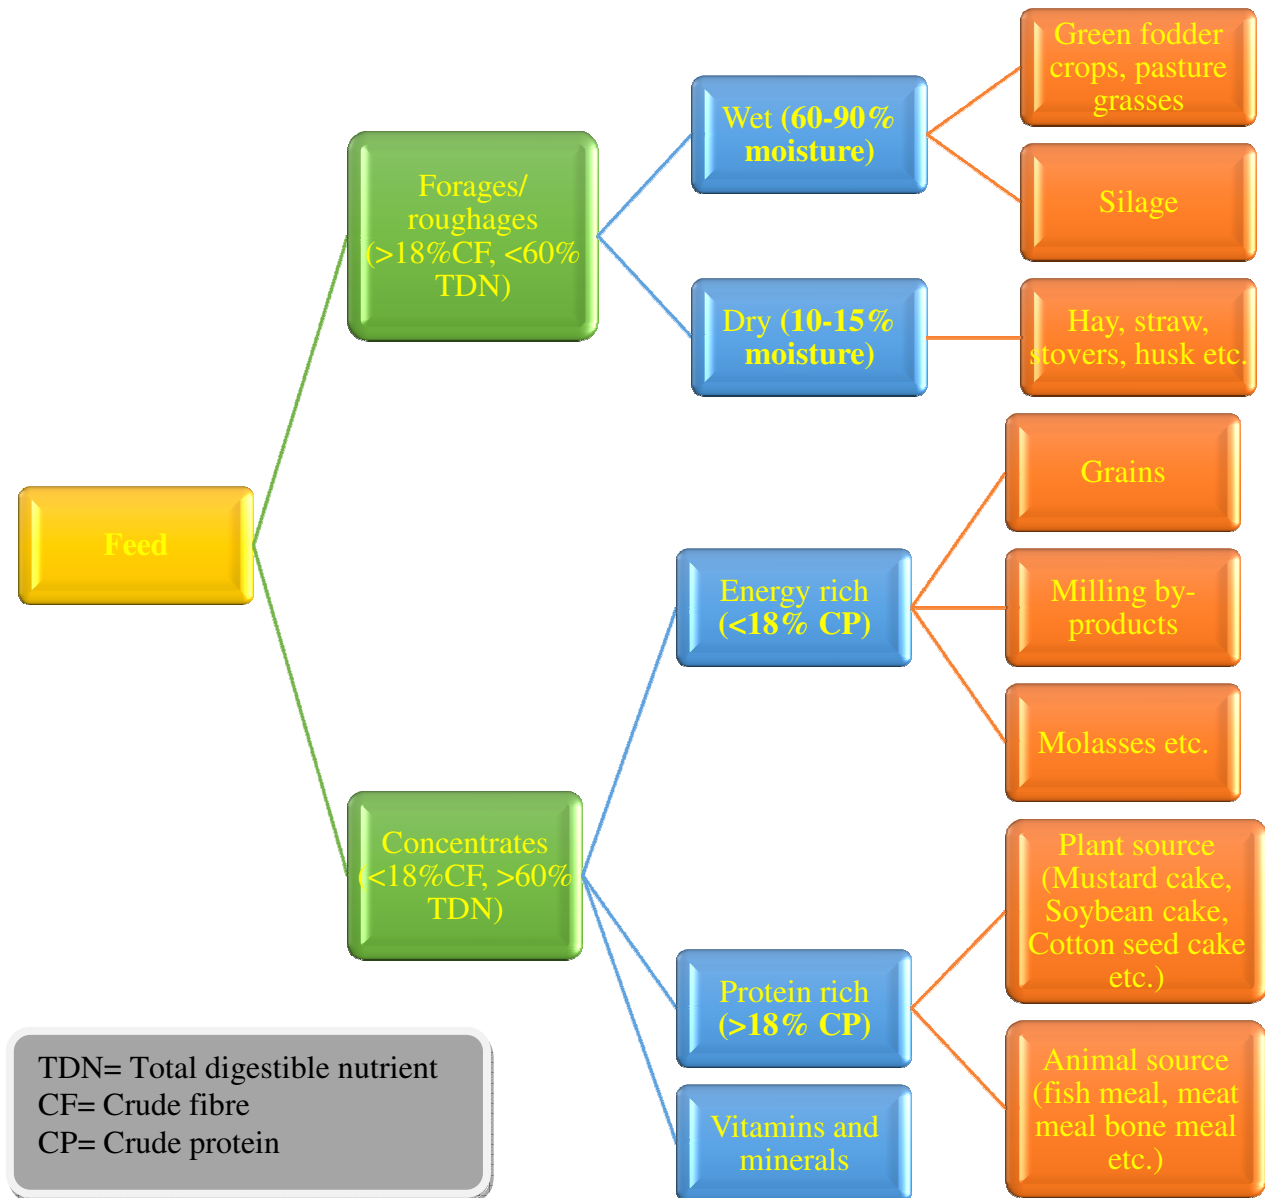 Feed
Forages/
roughages
(>18%CF, <60%
TDN)
Wet (60-90%
moisture)
Green fodder
crops, pasture
grasses
Silage
Dry (10-15%
moisture)
Hay, straw,
stovers, husk etc.
Concentrates
(<18%CF, >60%
TDN)
Energy rich
(<18% CP)
Grains
Milling by-
products
Molasses etc.
Protein rich
(>18% CP)
Plant source
(Mustard cake,
Soybean cake,
Cotton seed cake
etc.)
Animal source
(fish meal, meat
meal bone meal
etc.)
Vitamins and
minerals
TDN= Total digestible nutrient
CF= Crude fibre
CP= Crude protein